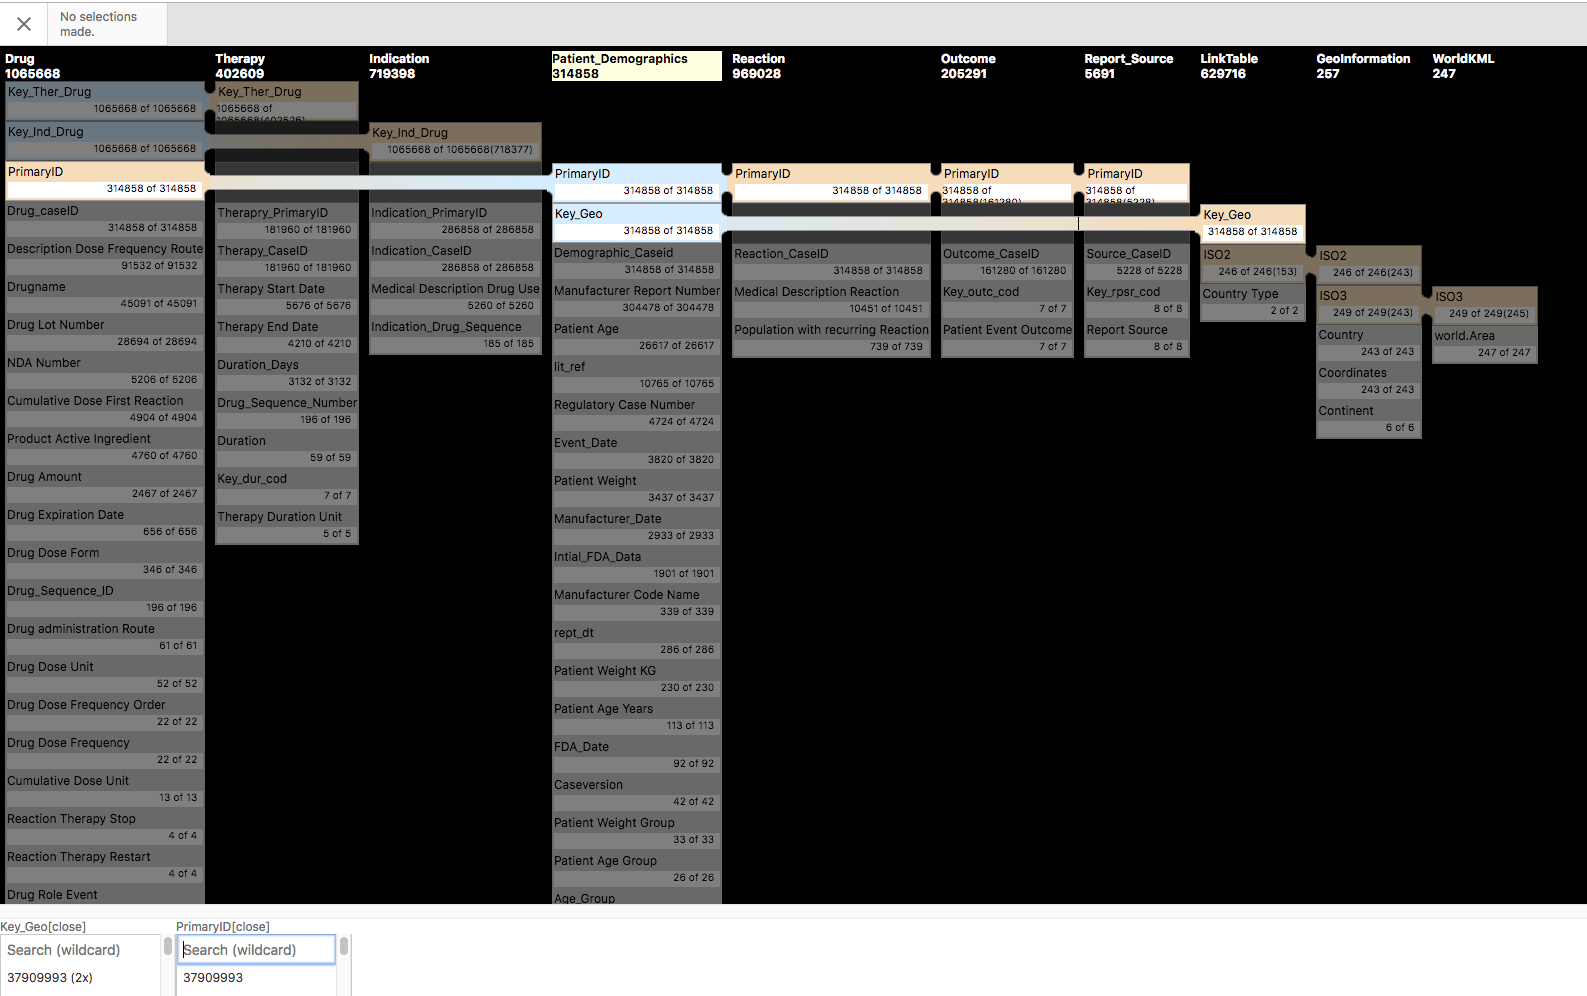 No selections
made.
Drug
1065668
Key_Ther_Drug
1065668 of 1065668
Key_Ind_Drug
1065668 of 1065668
PrimaryID
314858 of 314858
Drug_caseID
314858 of 314858
Description Dose Frequency Route
91532 of 91532
Drugname
45091 of 45091
Drug Lot Number
28694 of 28694
NDA Number
5206 of 5206
Cumulative Dose First Reaction
4904 of 4904
Product Active Ingredient
4760 of 4760
Drug Amount
2467 of 2467
Drug Expiration Date
656 of 656
Drug Dose Form
346 of 346
Drug_Sequence_ID
196 of 196
Drug administration Route
61 of 61
Drug Dose Unit
52 of 52
Drug Dose Frequency Order
22 of 22
Drug Dose Frequency
22 of 22
Cumulative Dose Unit
13 of 13
Reaction Therapy Stop
4 of 4
Reaction Therapy Restart
4 of 4
Drug Role Event
Therapy
402609
Key_Ther_Drug
1065668 of
1065668(402526)
Therapry_PrimaryID
181960 of 181960
Therapy_CaseID
181960 of 181960
Therapy Start Date
5676 of 5676
Therapy End Date
4210 of 4210
Duration_Days
3132 of 3132
Drug_Sequence_Number
196 of 196
Duration
59 of 59
Key_dur_cod
7 of 7
Therapy Duration Unit
5 of 5
Indication
719398
Key_Ind_Drug
1065668 of 1065668(718377)
Indication_PrimaryID
286858 of 286858
Indication_CaseID
286858 of 286858
Medical Description Drug Use
5260 of 5260
Indication_Drug_Sequence
185 of 185
Patient_Demographics
314858
PrimaryID
314858 of 314858
Key_Geo
314858 of 314858
Demographic_Caseid
314858 of 314858
Manufacturer Report Number
304478 of 304478
Patient Age
26617 of 26617
lit_ref
10765 of 10765
Regulatory Case Number
4724 of 4724
Event_Date
3820 of 3820
Patient Weight
3437 of 3437
Manufacturer_Date
2933 of 2933
Intial_FDA_Data
1901 of 1901
Manufacturer Code Name
339 of 339
rept_dt
286 of 286
Patient Weight KG
230 of 230
Patient Age Years
113 of 113
FDA_Date
92 of 92
Caseversion
42 of 42
Patient Weight Group
33 of 33
Patient Age Group
26 of 26
Age_Group
Reaction
969028
PrimaryID
314858 of 314858
Reaction_CaseID
314858 of 314858
Medical Description Reaction
10451 of 10451
Population with recurring Reaction
739 of 739
Outcome
205291
PrimaryID
314858 of
314858(161280)
Outcome_CaseID
161280 of 161280
Key_outc_cod
7 of 7
Patient Event Outcome
7 of 7
Report_Source
5691
PrimaryID
314858 of
314858(5228)
Source_CaseID
5228 of 5228
Key_rpsr_cod
8 of 8
Report Source
8 of 8
LinkTable
629716
Key_Geo
314858 of 314858
ISO2
246 of 246(153)
Country Type
2 of 2
GeoInformation
257
ISO2
246 of 246(243)
ISO3
249 of 249(243)
Country
243 of 243
Coordinates
243 of 243
Continent
6 of 6
WorldKML
247
ISO3
249 of 249(245)
world.Area
247 of 247
Key_Geo[close]
Search (wildcard)
37909993 (2x)
PrimaryID[close]
Search (wildcard)
37909993